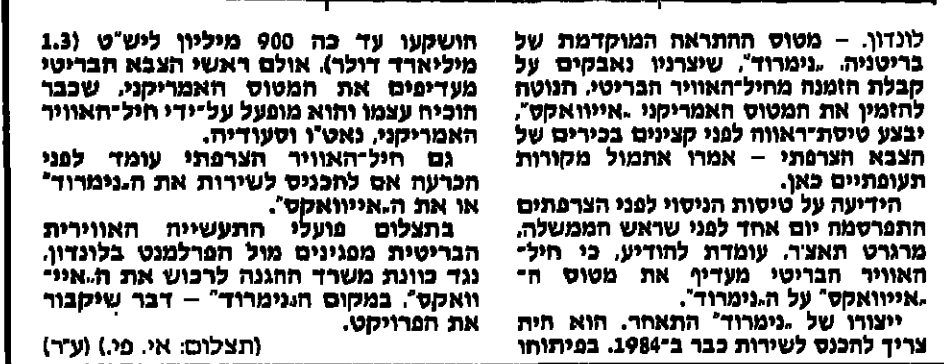 לונדון. – מטוס ההתראה המוקדמת של
בריטניה, „נימרוד", שיצרניו נאבקים על
קבלת הזמנה מחיל־האוויר הבריטי, הנוטה
להזמין את המטוס האמריקני „אייוואקס",
יבצע טיסת־ראווה לפני קצינים בכירים של
הצבא הצרפתי – אמרו אתמול מקורות
תעופתיים כאן.
הידיעה על טיסות הניסוי לפני הצרפתים
התפרסמה יום אחד לפני שראש הממשלה,
מרגרט תאצ'ר, עומדת להודיע, כי חיל־
האוויר הבריטי מעדיף את מטוס ה־
„אייוואקס" על ה„נימרוד".
ייצורו של „נימרוד" התאחר. הוא היה
צריך להכנס לשירות כבר ב־1984. בפיתוחו
הושקעו עד כה 900 מיליון ליש"ט (1.3
מיליארד דולר). אולם ראשי הצבא הבריטי
מעדיפים את המטוס האמריקני, שכבר
הוכיח עצמו והוא מופעל על־ידי חיל־האוויר
האמריקני, נאט"ו וסעודיה.
גם חיל־האוויר הצרפתי עומד לפני
הכרעה אם להכניס לשירות את ה„נימרוד"
או את ה„אייוואקס".
בתצלום פועלי התעשייה האווירית
הבריטית מפגינים מול הפרלמנט בלונדון,
נגד כוונת משרד ההגנה לרכוש את ה„איי־
וואקס", במקום ה„נימרוד" – דבר שיקבור
את הפרויקט.
(תצלום: אי. פי.) (ע"ר)